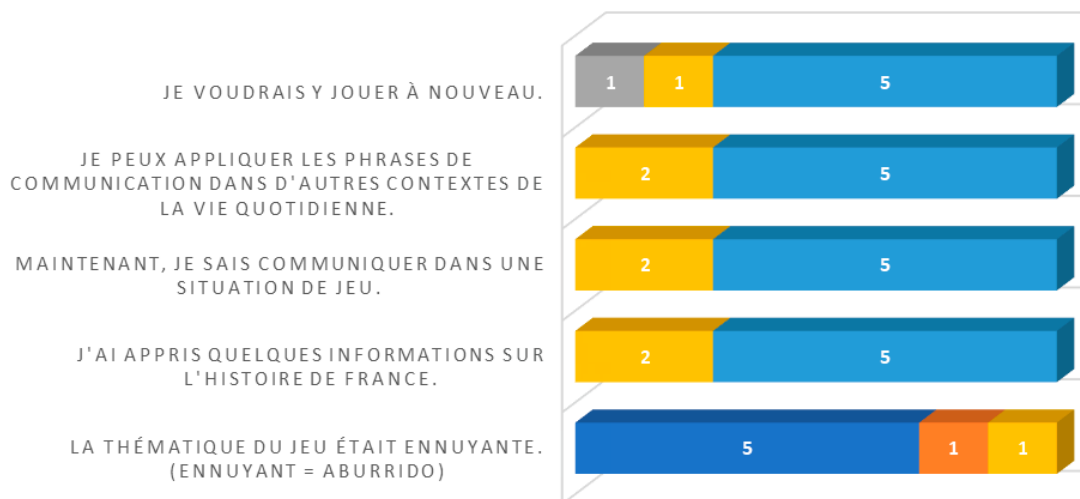 JE VOUDRAIS Y JOUER À NOUVEAU.
1 1 5
JE PEUX APPLIQUER LES PHRASES DE
COMMUNICATION DANS D'AUTRES CONTEXTES DE
LA VIE QUOTIDIENNE.
2 5
MAINTENANT, JE SAIS COMMUNIQUER DANS UNE
SITUATION DE JEU.
2 5
J'AI APPRIS QUELQUES INFORMATIONS SUR
L'HISTOIRE DE FRANCE.
2 5
LA THÉMATIQUE DU JEU ÉTAIT ENNUYANTE.
(ENNUYANT = ABURRIDO)
5 1 1